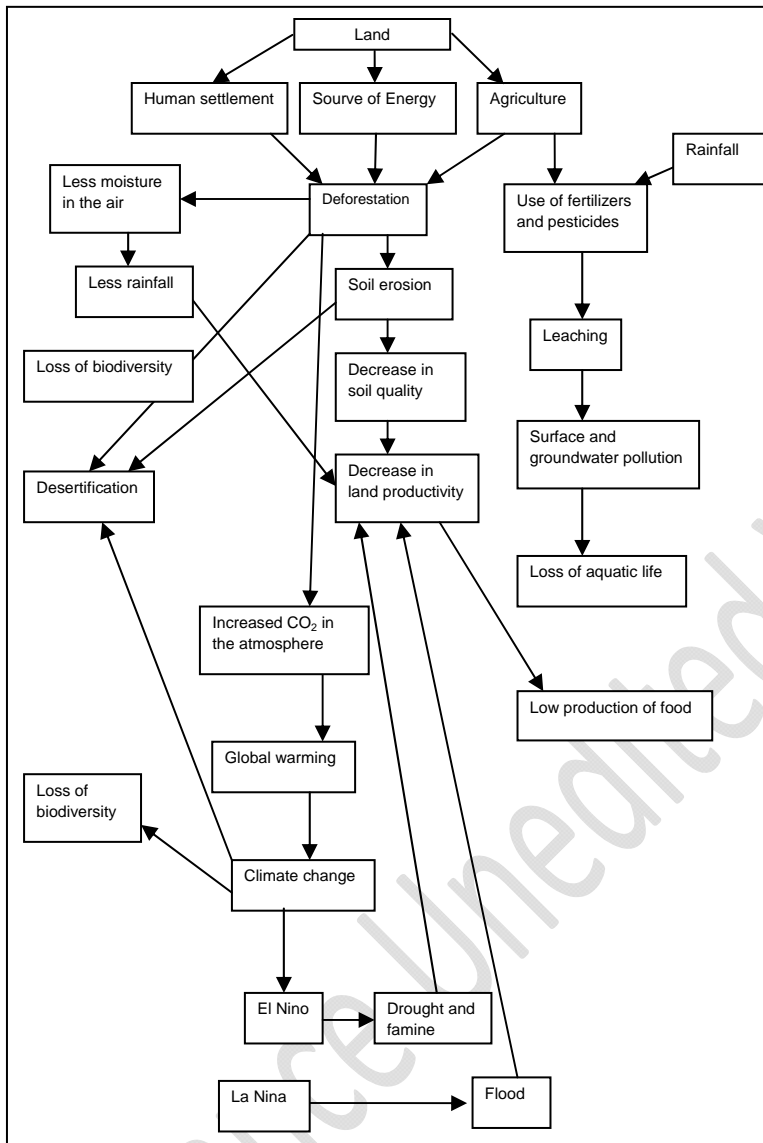 Land
Human settlement
Sourve of Energy
Agriculture
Rainfall
Less moisture
in the air
Deforestation
Use of fertilizers
and pesticides
Less rainfall
Soil erosion
Leaching
Loss of biodiversity
Decrease in
soil quality
Surface and
groundwater pollution
Desertification
Decrease in
land productivity
Loss of aquatic life
Increased CO₂ in
the atmosphere
Low production of food
Global warming
Loss of
biodiversity
Climate change
El Nino
Drought and
famine
La Nina
Flood
Unedited